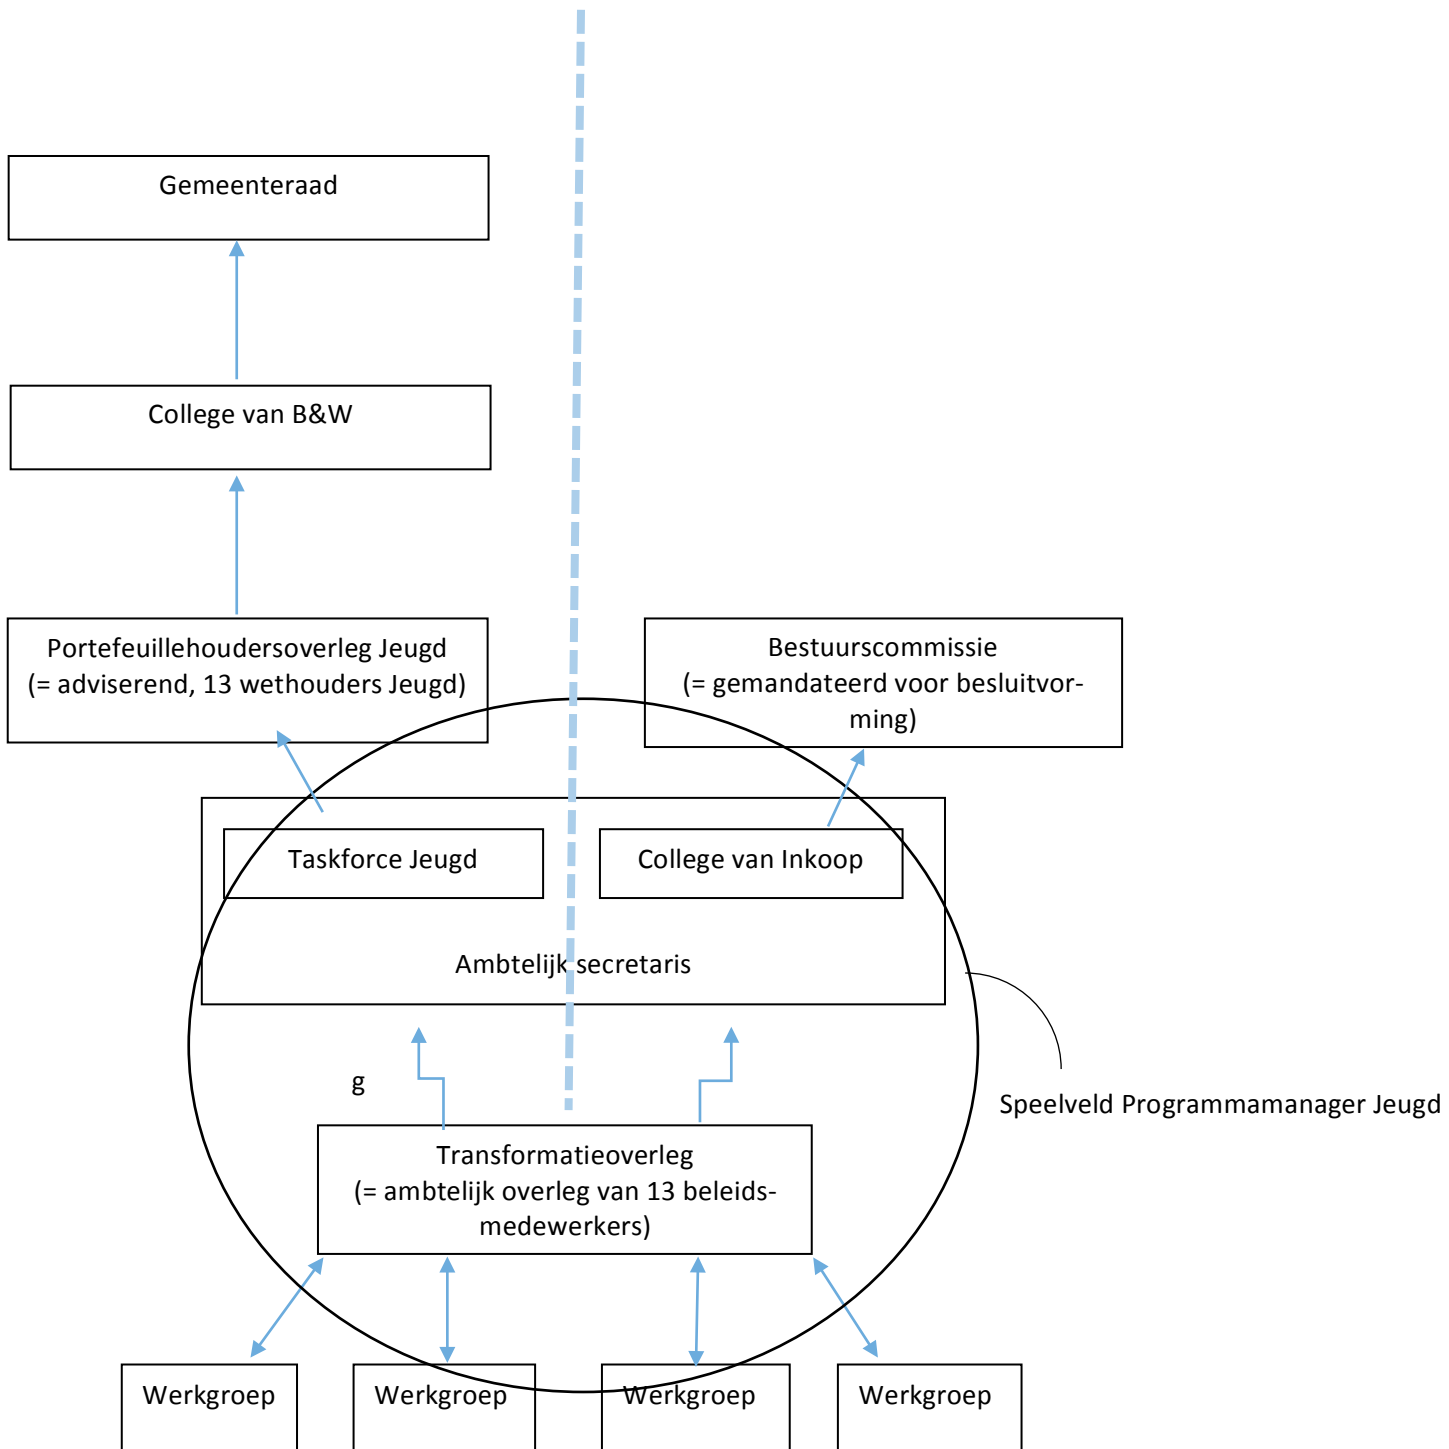 Gemeenteraad
College van B&W
Portefeuillehoudersoverleg Jeugd
(= adviserend, 13 wethouders Jeugd)
Bestuurscommissie
(= gemandateerd voor besluitvor-
ming)
Taskforce Jeugd
College van Inkoop
Ambtelijk secretaris
g
Speelveld Programmamanager Jeugd
Transformatieoverleg
(= ambtelijk overleg van 13 beleids-
medewerkers)
Werkgroep
Werkgroep
Werkgroep
Werkgroep